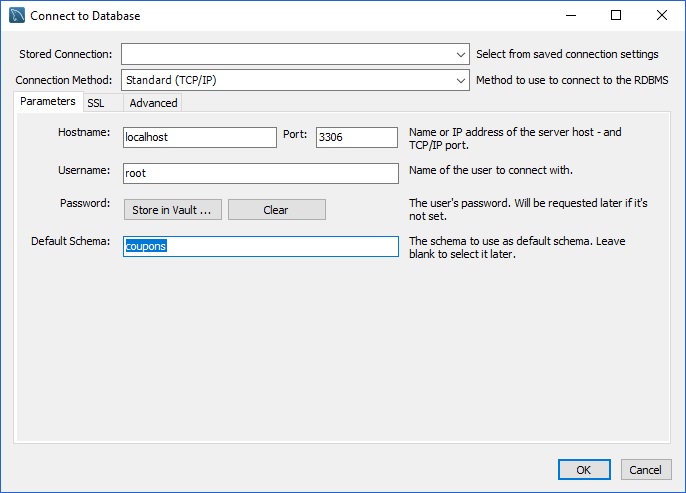 Connect to Database
Stored Connection:
Select from saved connection settings
Connection Method: Standard (TCP/IP)
Method to use to connect to the RDBMS
Parameters SSL Advanced
Hostname: localhost Port: 3306
Name or IP address of the server host - and
TCP/IP port.
Username: root
Name of the user to connect with.
Password: Store in Vault ... Clear
The user's password. Will be requested later if it's
not set.
Default Schema: coupons
The schema to use as default schema. Leave
blank to select it later.
OK Cancel